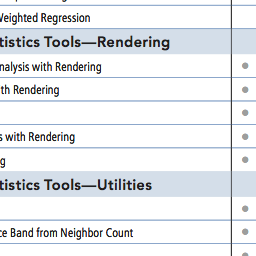 Weighted Regression
tistics Tools—Rendering
nalysis with Rendering
th Rendering
s with Rendering
g
tistics Tools—Utilities
ce Band from Neighbor Count